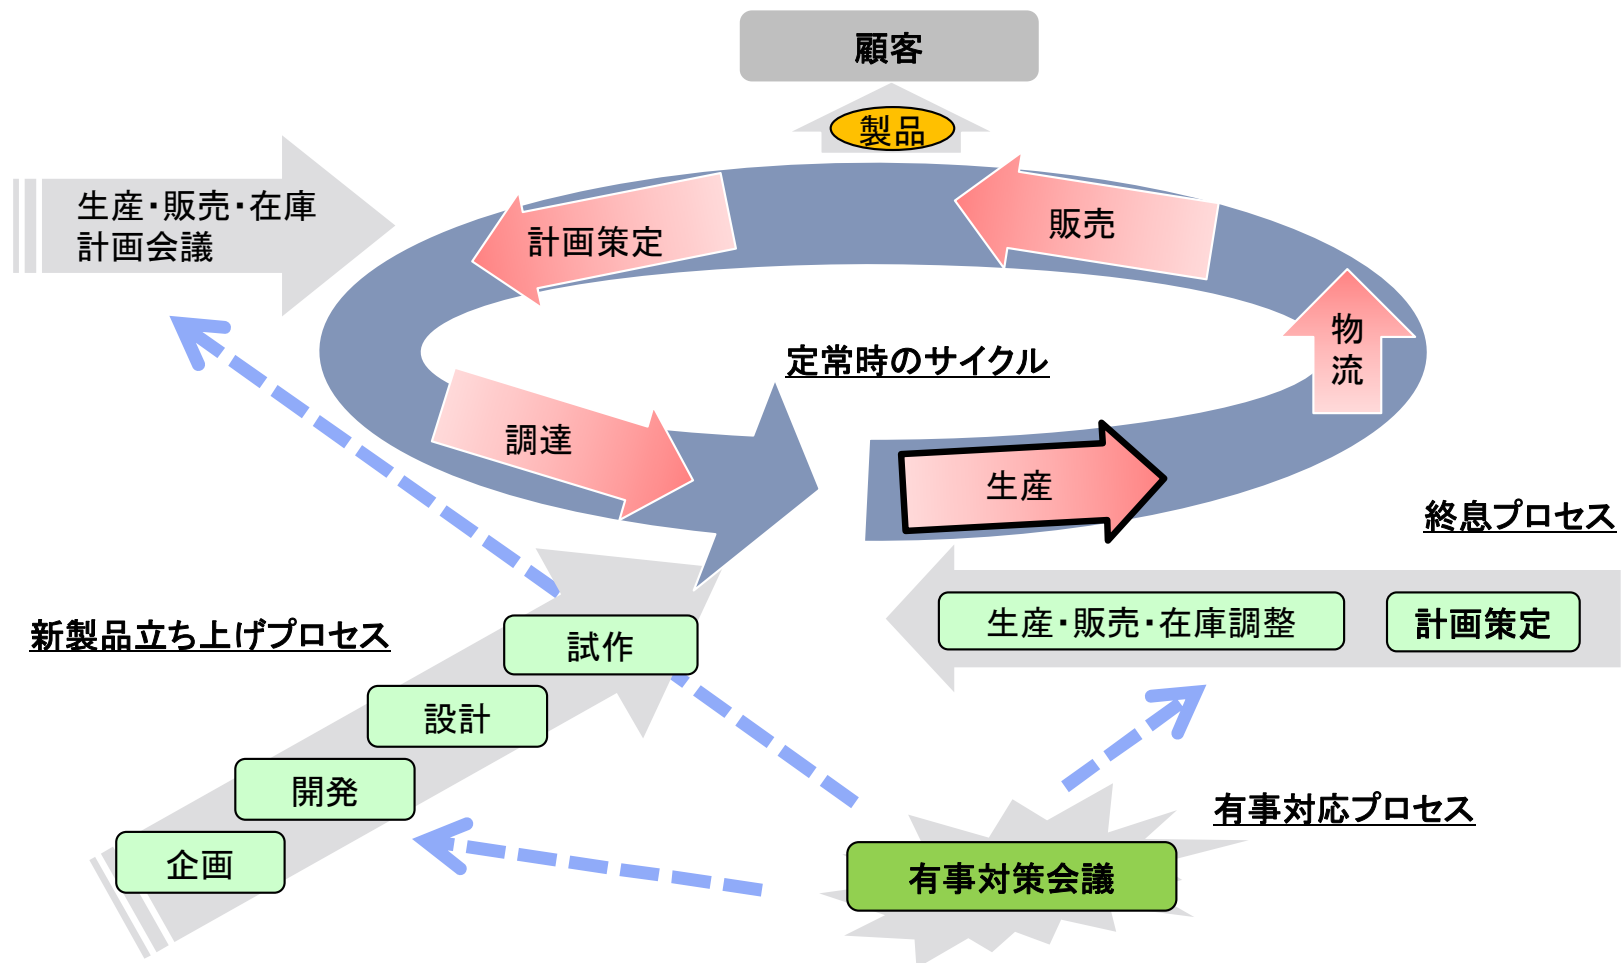 顧客
製品
生産・販売・在庫
計画会議
計画策定
販売
物
流
定常時のサイクル
調達
生産
終息プロセス
生産・販売・在庫調整
計画策定
新製品立ち上げプロセス
試作
設計
開発
企画
有事対応プロセス
有事対策会議